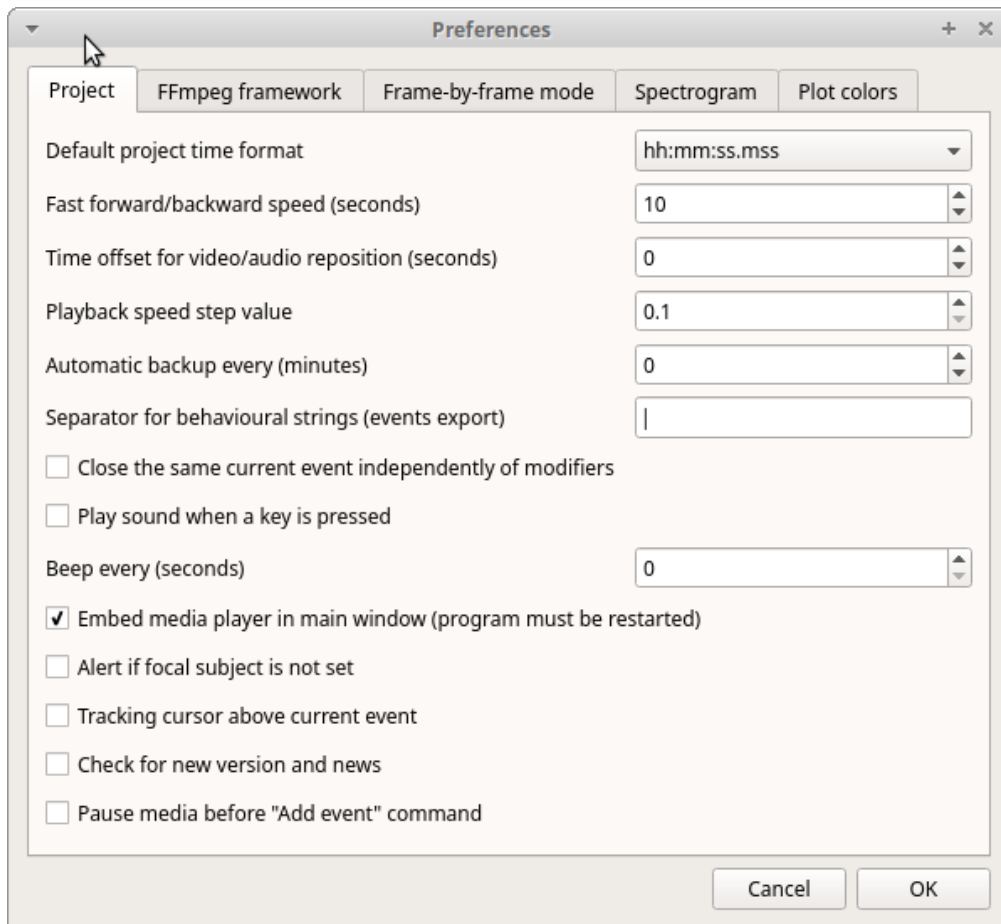 Preferences
Project FFmpeg framework Frame-by-frame mode Spectrogram Plot colors
Default project time format hh:mm:ss.mss
Fast forward/backward speed (seconds) 10
Time offset for video/audio reposition (seconds) 0
Playback speed step value 0.1
Automatic backup every (minutes) 0
Separator for behavioural strings (events export) |
Close the same current event independently of modifiers
Play sound when a key is pressed
Beep every (seconds) 0
Embed media player in main window (program must be restarted)
Alert if focal subject is not set
Tracking cursor above current event
Check for new version and news
Pause media before "Add event" command
Cancel OK